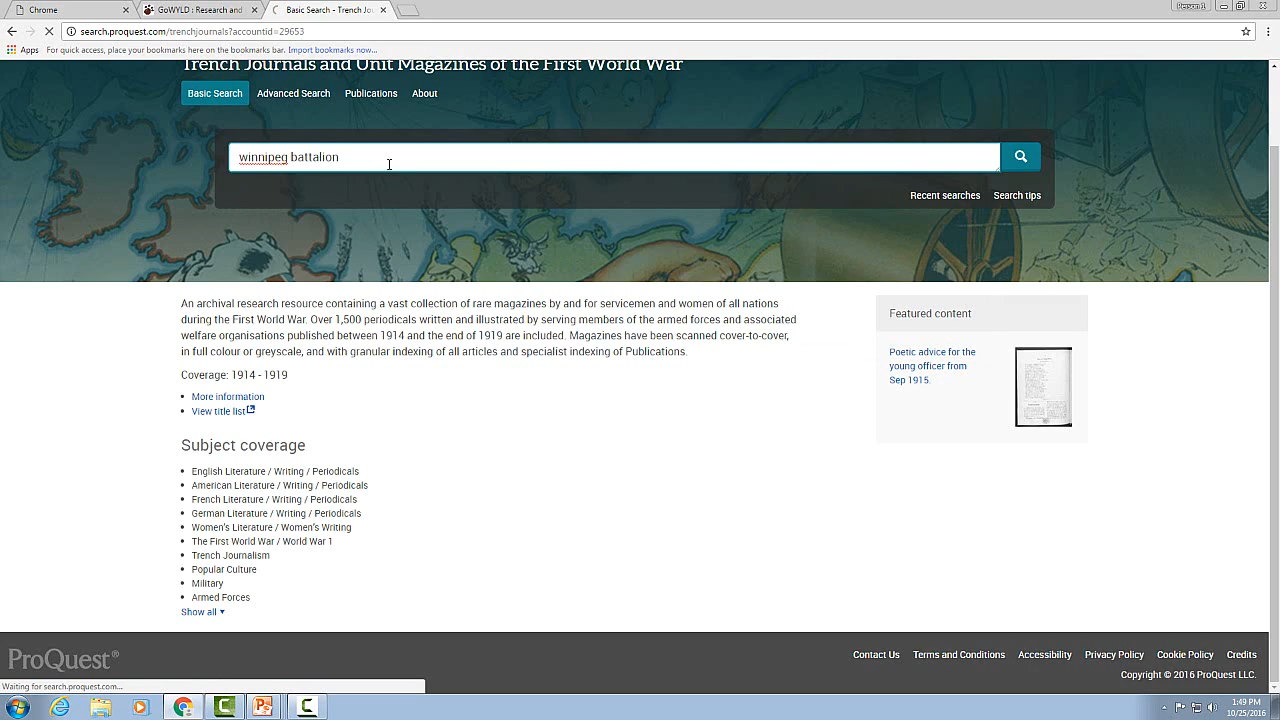 Chrome
GoWYLD : Research and
Basic Search - Trench Jou
Person 1
search.proquest.com/trenchjournals?accountid=29653
Apps
For quick access, place your bookmarks here on the bookmarks bar. Import bookmarks now...
Trench Journals and Unit Magazines of the First World War
Basic Search
Advanced Search
Publications
About
winnipeg battalion
Recent searches
Search tips
An archival research resource containing a vast collection of rare magazines by and for servicemen and women of all nations
during the First World War. Over 1,500 periodicals written and illustrated by serving members of the armed forces and associated
welfare organisations published between 1914 and the end of 1919 are included. Magazines have been scanned cover-to-cover,
in full colour or greyscale, and with granular indexing of all articles and specialist indexing of Publications.
Coverage: 1914 - 1919
More information
View title list
Featured content
Poetic advice for the
young officer from
Sep 1915.
Subject coverage
English Literature / Writing / Periodicals
American Literature / Writing / Periodicals
French Literature / Writing / Periodicals
German Literature / Writing / Periodicals
Women's Literature / Women's Writing
The First World War / World War 1
Trench Journalism
Popular Culture
Military
Armed Forces
Show all
ProQuest®
Contact Us
Terms and Conditions
Accessibility
Privacy Policy
Cookie Policy
Credits
Copyright © 2016 ProQuest LLC.
Waiting for search.proquest.com...
1:49 PM
10/25/2016